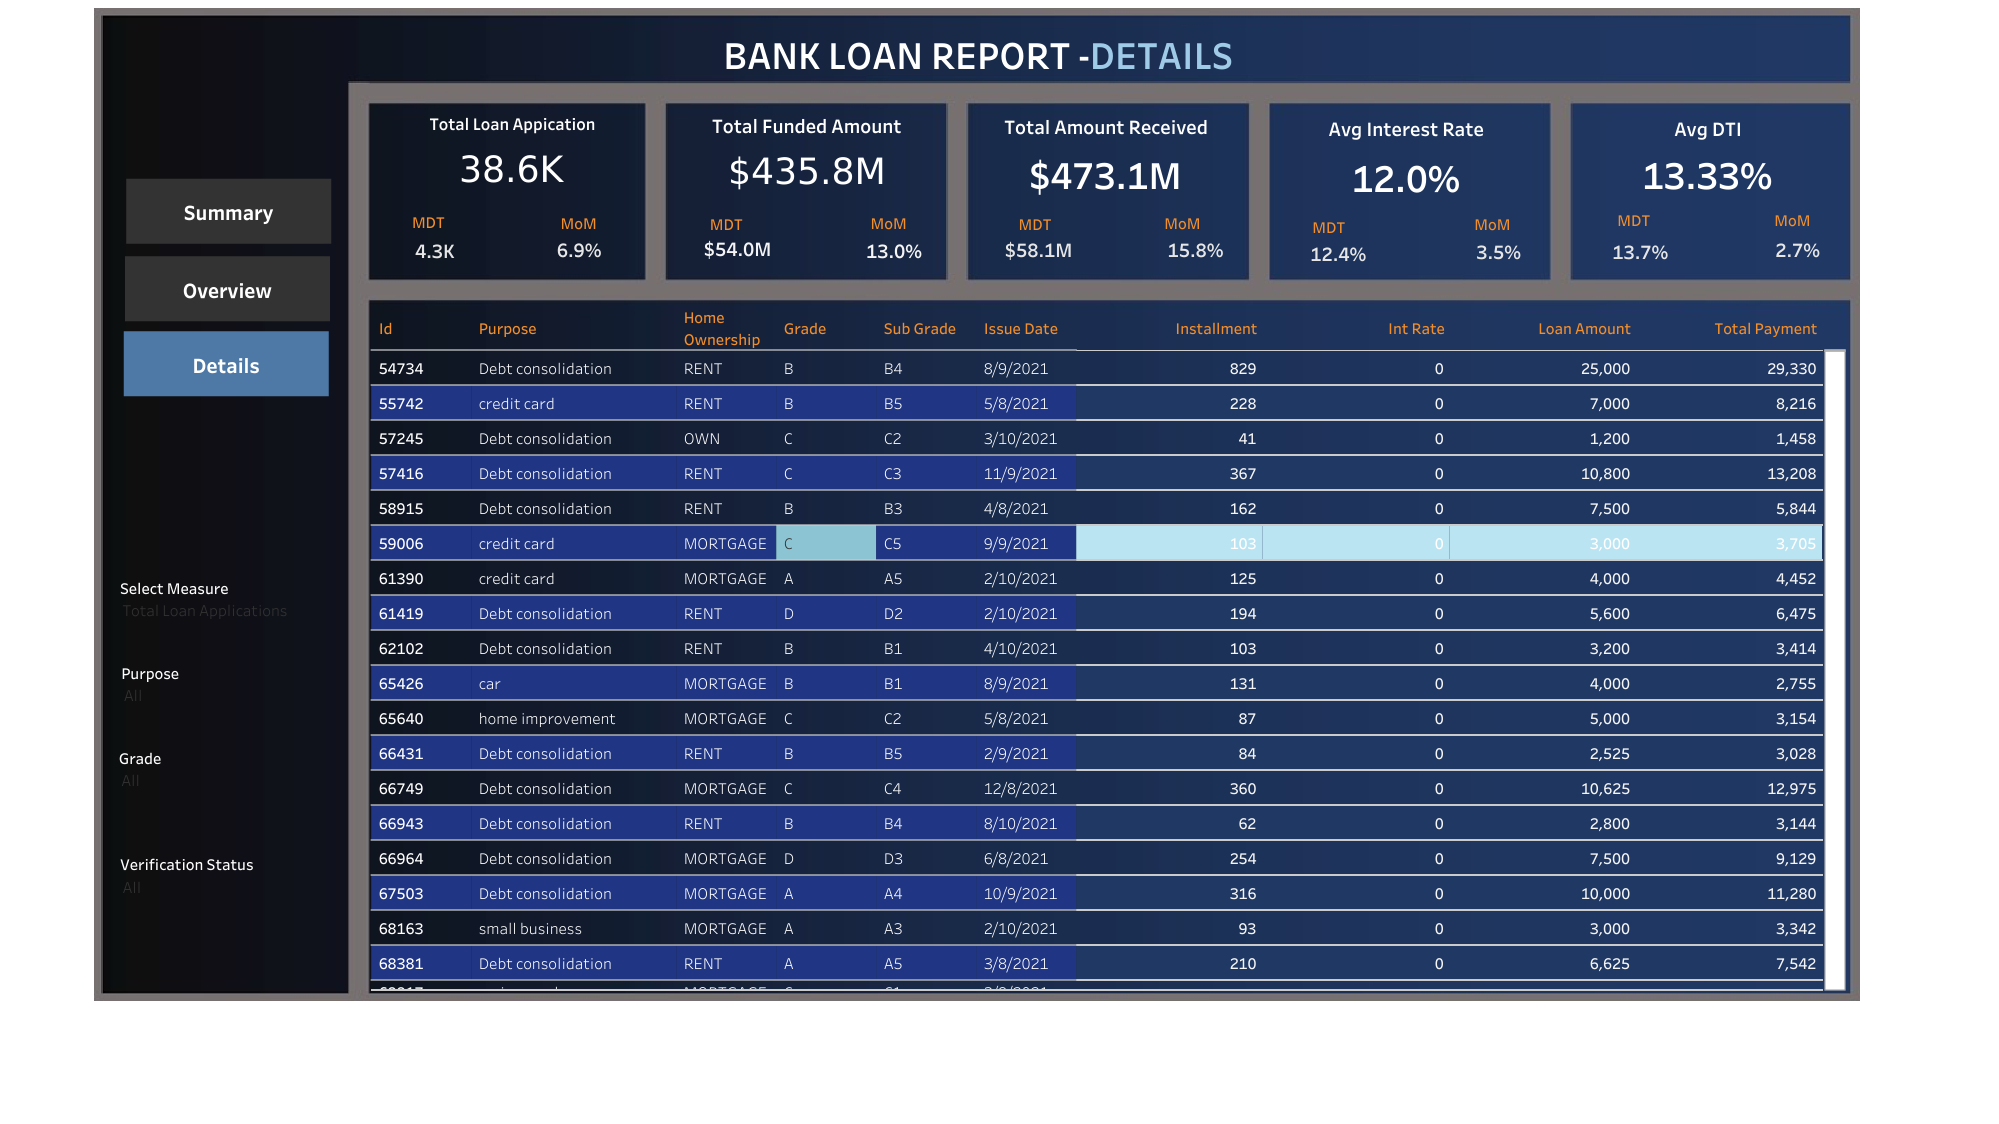 BANK LOAN REPORT -DETAILS
Total Loan Appication
38.6K
MDT MoM
4.3K 6.9%
Total Funded Amount
$435.8M
MDT MoM
$54.0M 13.0%
Total Amount Received
$473.1M
MDT MoM
$58.1M 15.8%
Avg Interest Rate
12.0%
MDT MoM
12.4% 3.5%
Avg DTI
13.33%
MDT MoM
13.7% 2.7%
Summary
Overview
Details
Select Measure
Total Loan Applications
Purpose
All
Grade
All
Verification Status
All
Id Purpose Home Ownership Grade Sub Grade Issue Date Installment Int Rate Loan Amount Total Payment
54734 Debt consolidation RENT B B4 8/9/2021 829 0 25,000 29,330
55742 credit card RENT B B5 5/8/2021 228 0 7,000 8,216
57245 Debt consolidation OWN C C2 3/10/2021 41 0 1,200 1,458
57416 Debt consolidation RENT C C3 11/9/2021 367 0 10,800 13,208
58915 Debt consolidation RENT B B3 4/8/2021 162 0 7,500 5,844
59006 credit card MORTGAGE C C5 9/9/2021 103 0 3,000 3,705
61390 credit card MORTGAGE A A5 2/10/2021 125 0 4,000 4,452
61419 Debt consolidation RENT D D2 2/10/2021 194 0 5,600 6,475
62102 Debt consolidation RENT B B1 4/10/2021 103 0 3,200 3,414
65426 car MORTGAGE B B1 8/9/2021 131 0 4,000 2,755
65640 home improvement MORTGAGE C C2 5/8/2021 87 0 5,000 3,154
66431 Debt consolidation RENT B B5 2/9/2021 84 0 2,525 3,028
66749 Debt consolidation MORTGAGE C C4 12/8/2021 360 0 10,625 12,975
66943 Debt consolidation RENT B B4 8/10/2021 62 0 2,800 3,144
66964 Debt consolidation MORTGAGE D D3 6/8/2021 254 0 7,500 9,129
67503 Debt consolidation MORTGAGE A A4 10/9/2021 316 0 10,000 11,280
68163 small business MORTGAGE A A3 2/10/2021 93 0 3,000 3,342
68381 Debt consolidation RENT A A5 3/8/2021 210 0 6,625 7,542